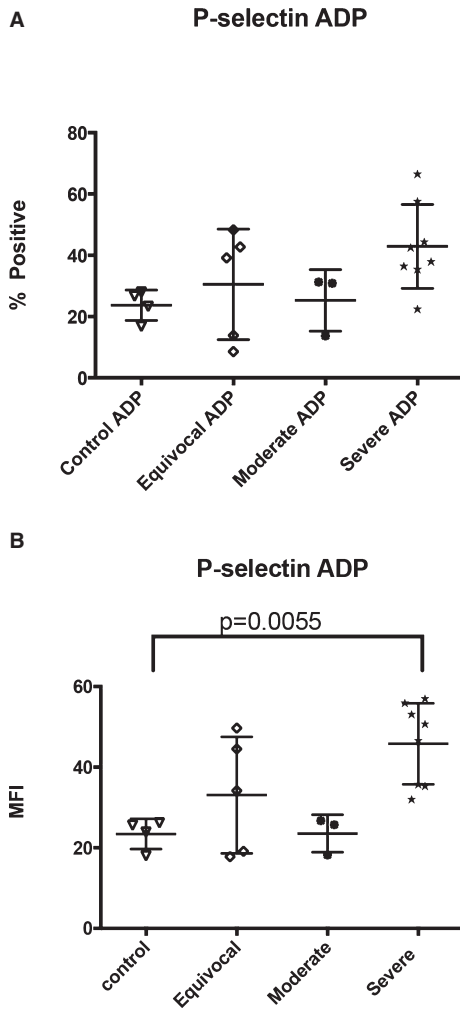 A
P-selectin ADP
% Positive
80
60
40
20
0
Control ADP
Equivocal ADP
Moderate ADP
Severe ADP
B
P-selectin ADP
p=0.0055
MFI
60
40
20
0
control
Equivocal
Moderate
Severe